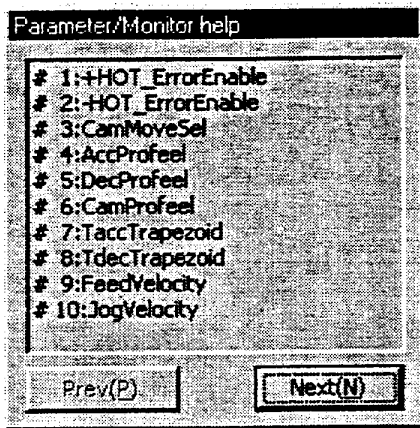 Parameter/Monitor help
# 1:+HOT_ErrorEnable
# 2:-HOT_ErrorEnable
# 3:CamMoveSel
# 4:AccProfeel
# 5:DecProfeel
# 6:CamProfeel
# 7:TaccTrapezoid
# 8:TdecTrapezoid
# 9:FeedVelocity
# 10:JogVelocity
Prev(P) Next(N)